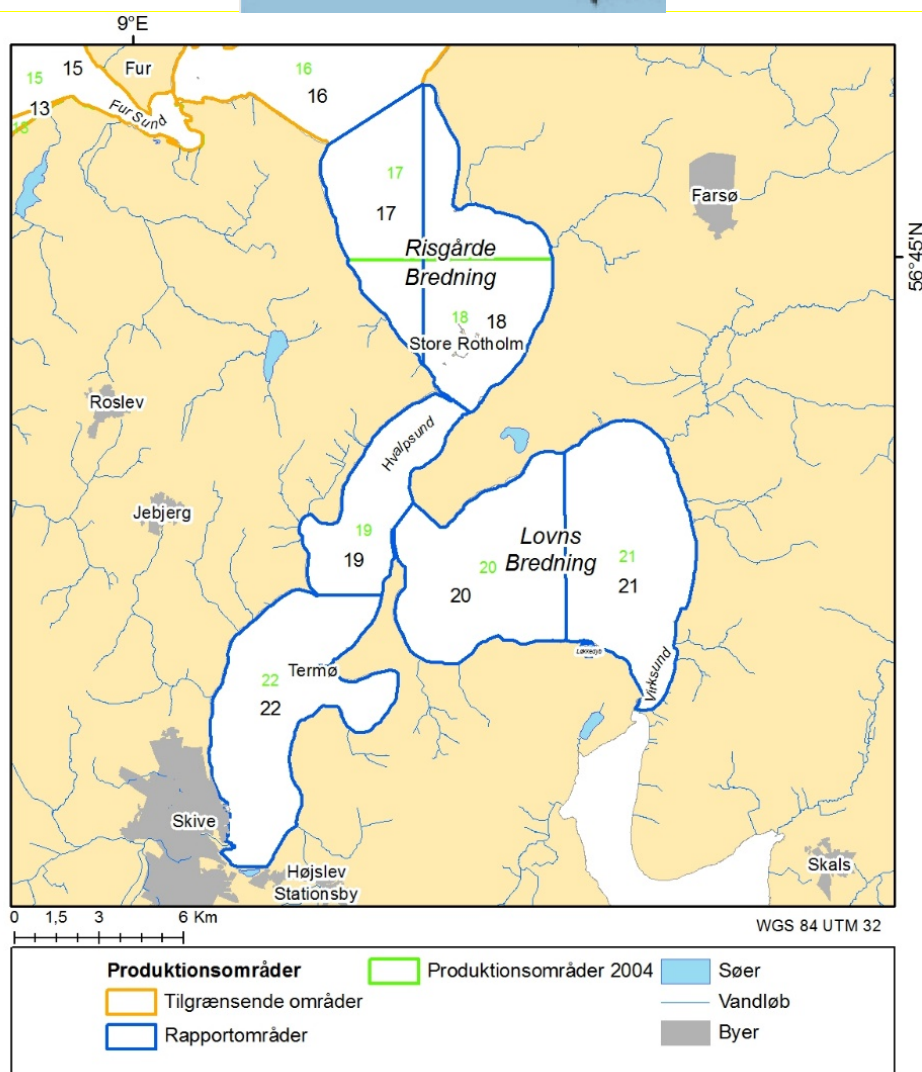 9°E
15
15
Fur
16
16
13
Fur Sund
15
17
17
Farsø
56°45'N
Risgårde
Bredning
18
18
Store Rotholm
Roslev
Hvalpsund
Jebjerg
19
19
Lovns
Bredning
20
20
21
21
Virksund
Termø
22
22
Skive
Højslev
Stationsby
Skals
0 1,5 3 6 Km
WGS 84 UTM 32
Produktionsområder
Produktionsområder 2004
Søer
Tilgrænsende områder
Vandløb
Rapportområder
Byer